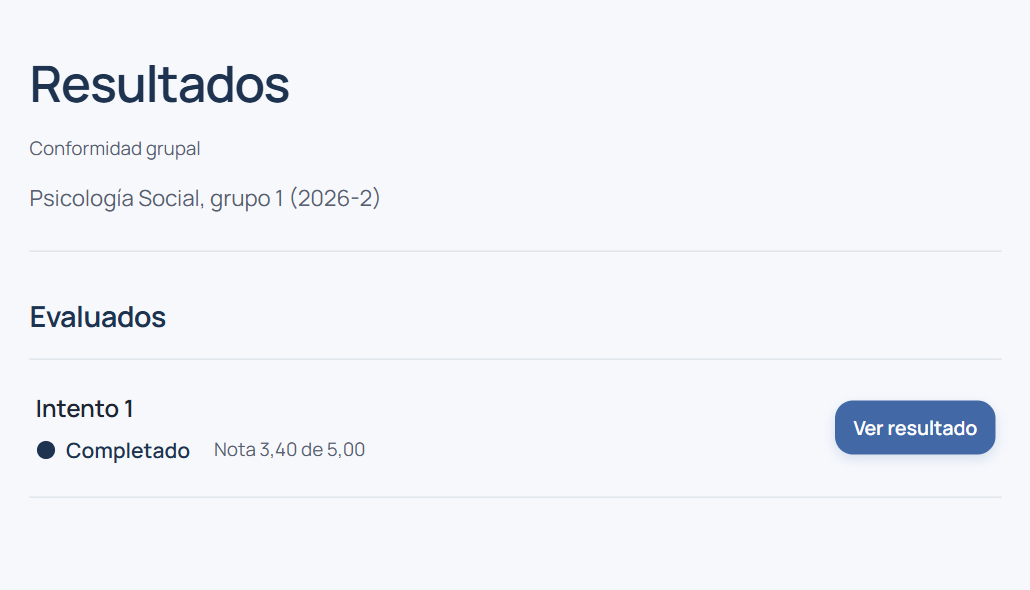 Resultados
Conformidad grupal
Psicología Social, grupo 1 (2026-2)
Evaluados
Intento 1
Completado Nota 3,40 de 5,00
Ver resultado